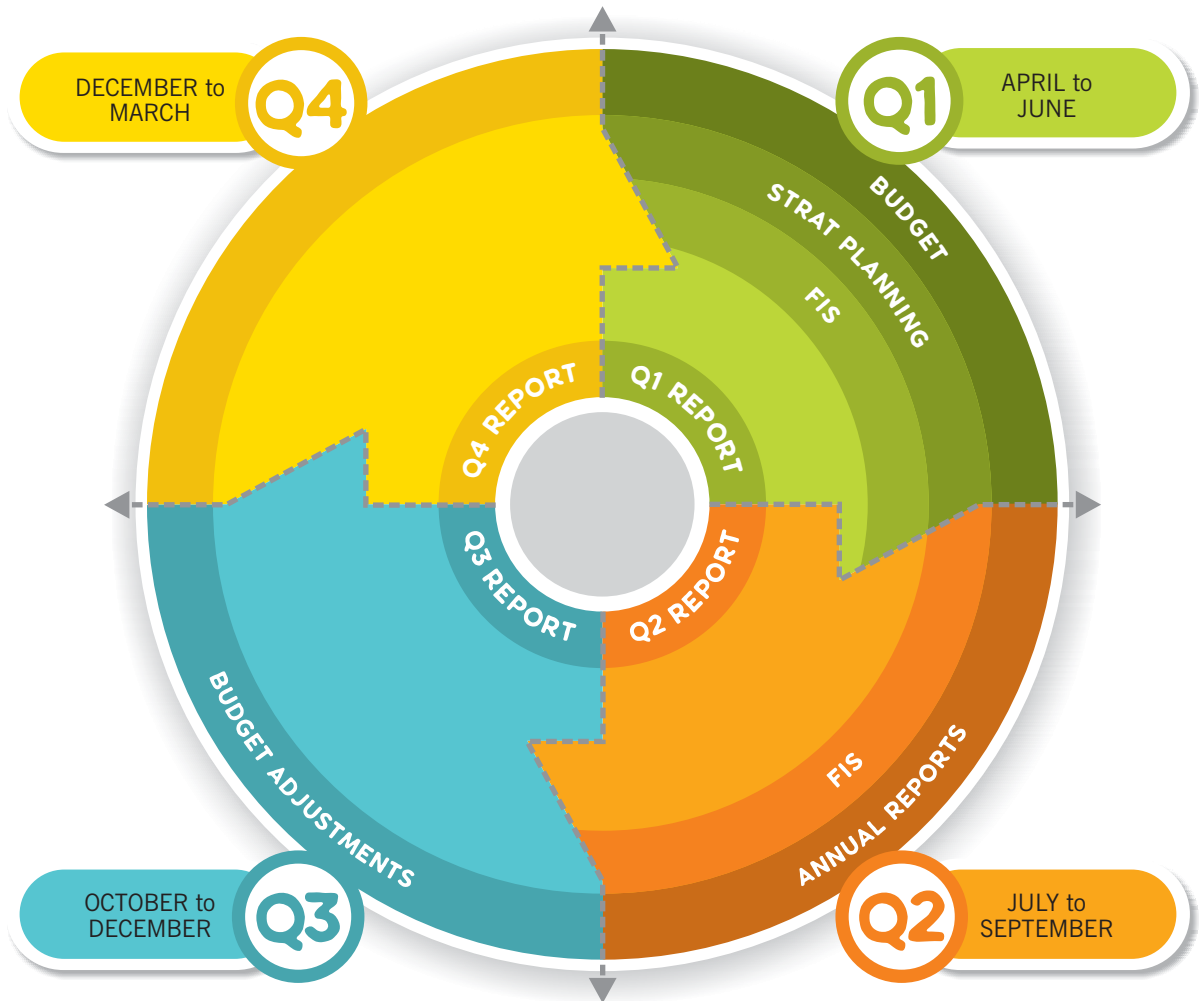 DECEMBER to
MARCH
Q4
Q1
APRIL to
JUNE
BUDGET
STRAT PLANNING
FIS
Q4 REPORT
Q1 REPORT
Q3 REPORT
Q2 REPORT
BUDGET ADJUSTMENTS
FIS
ANNUAL REPORTS
OCTOBER to
DECEMBER
Q3
Q2
JULY to
SEPTEMBER